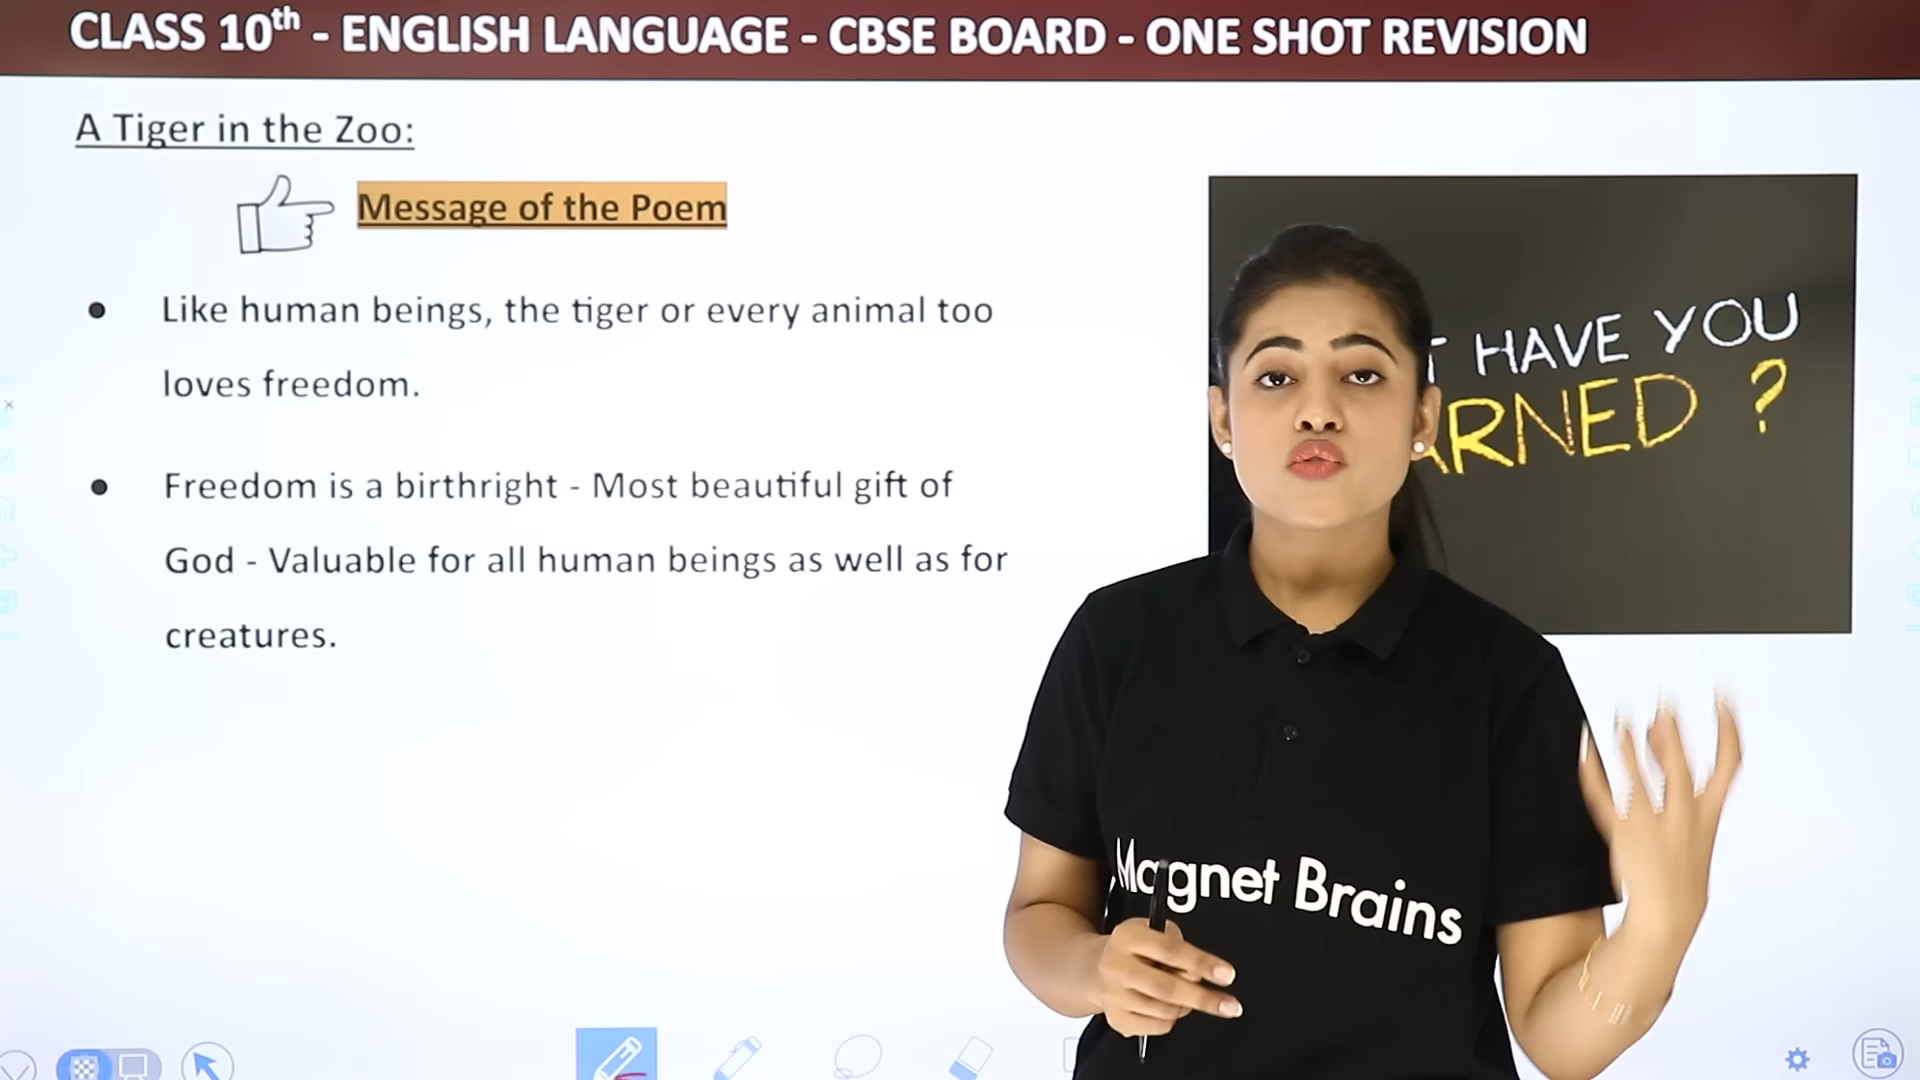 CLASS 10th - ENGLISH LANGUAGE - CBSE BOARD - ONE SHOT REVISION
A Tiger in the Zoo:
Message of the Poem
Like human beings, the tiger or every animal too
loves freedom.
Freedom is a birthright - Most beautiful gift of
God - Valuable for all human beings as well as for
creatures.
HAVE YOU
?
Magnet Brains